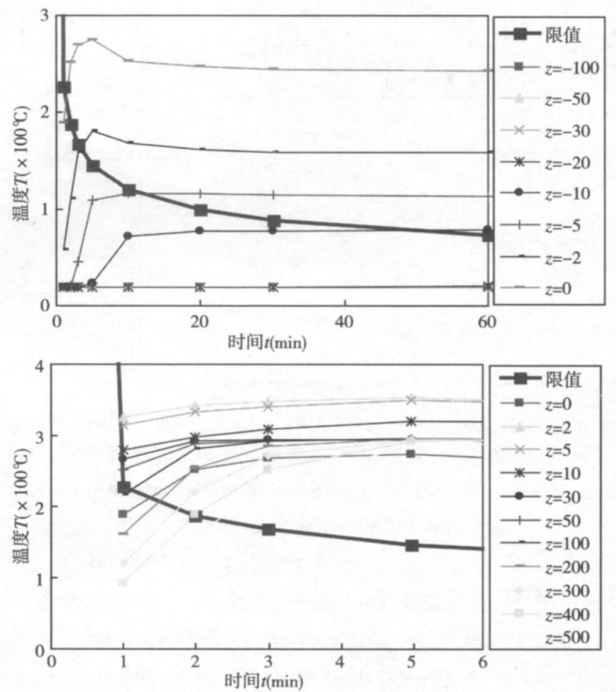 3
2
1
0
温度T(×100℃)
0
20
40
60
时间t(min)
限值
z=-100
z=-50
z=-30
z=-20
z=-10
z=-5
z=-2
z=0
4
3
2
1
0
温度T(×100℃)
0
1
2
3
4
5
6
时间t(min)
限值
z=0
z=2
z=5
z=10
z=30
z=50
z=100
z=200
z=300
z=400
z=500